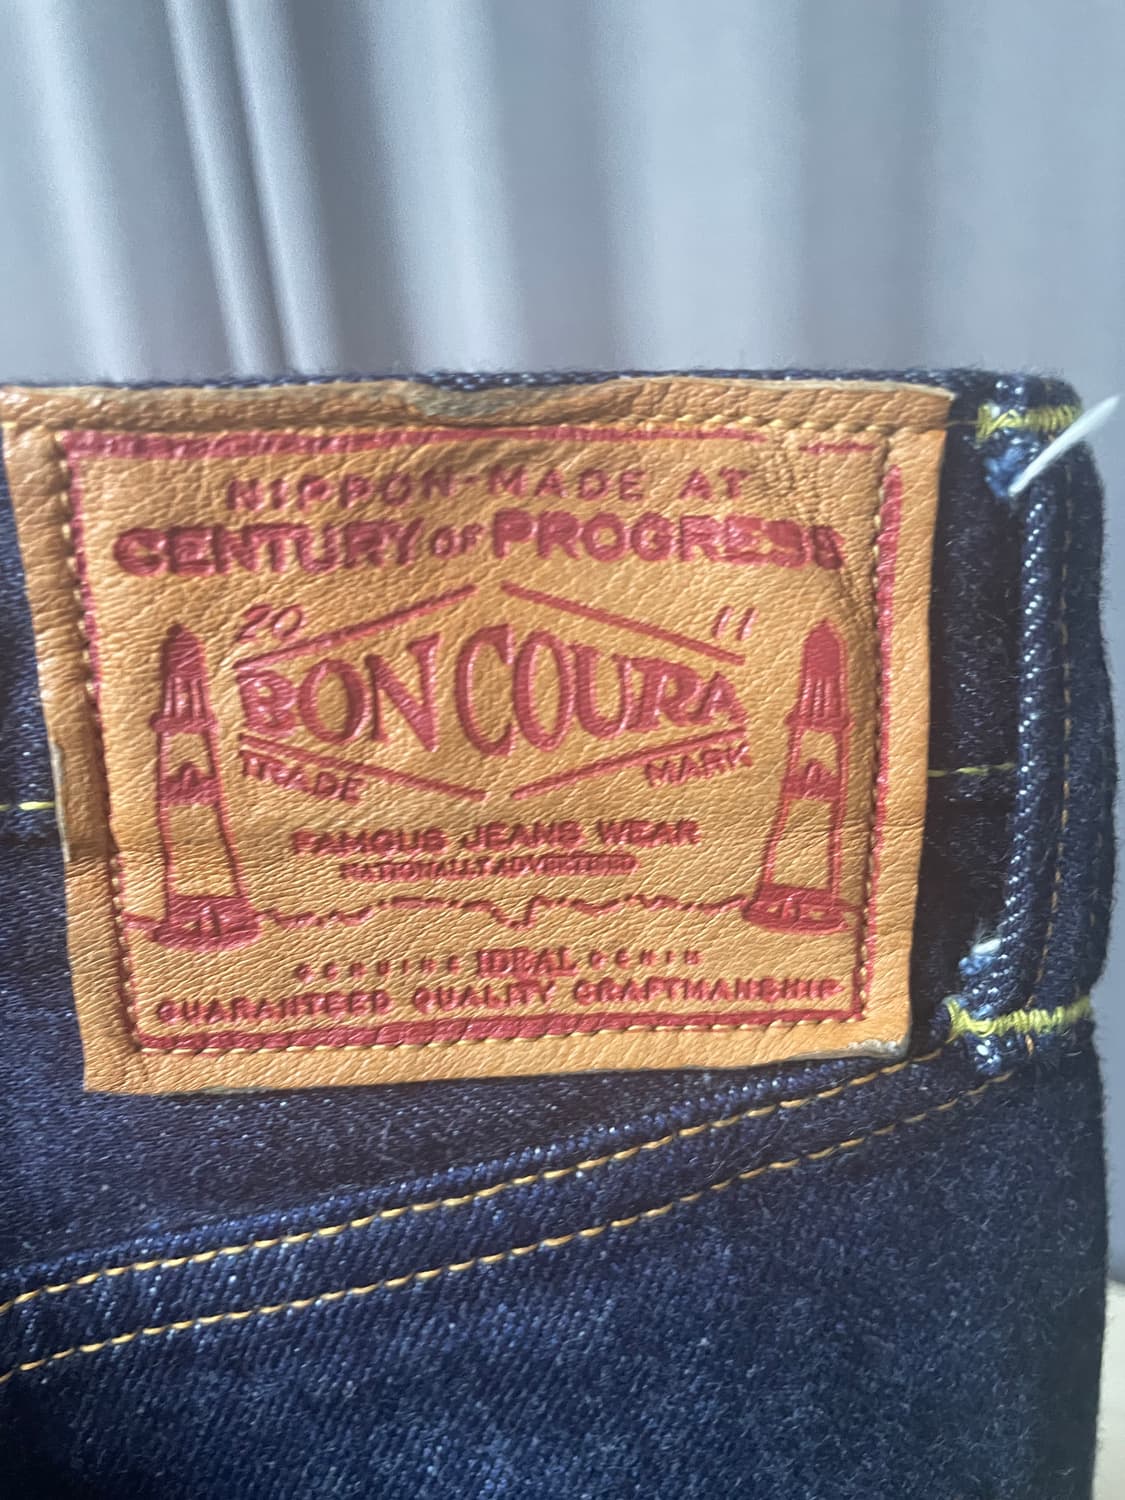 NIPPON-MADE AT
CENTURY OF PROGRESS
20 11
BON COURA
TRADE MARK
FAMOUS JEANS WEAR
NATIONALLY ADVERTISED
GENUINE IDEAL DENIM
GUARANTEED QUALITY CRAFTMANSHIP